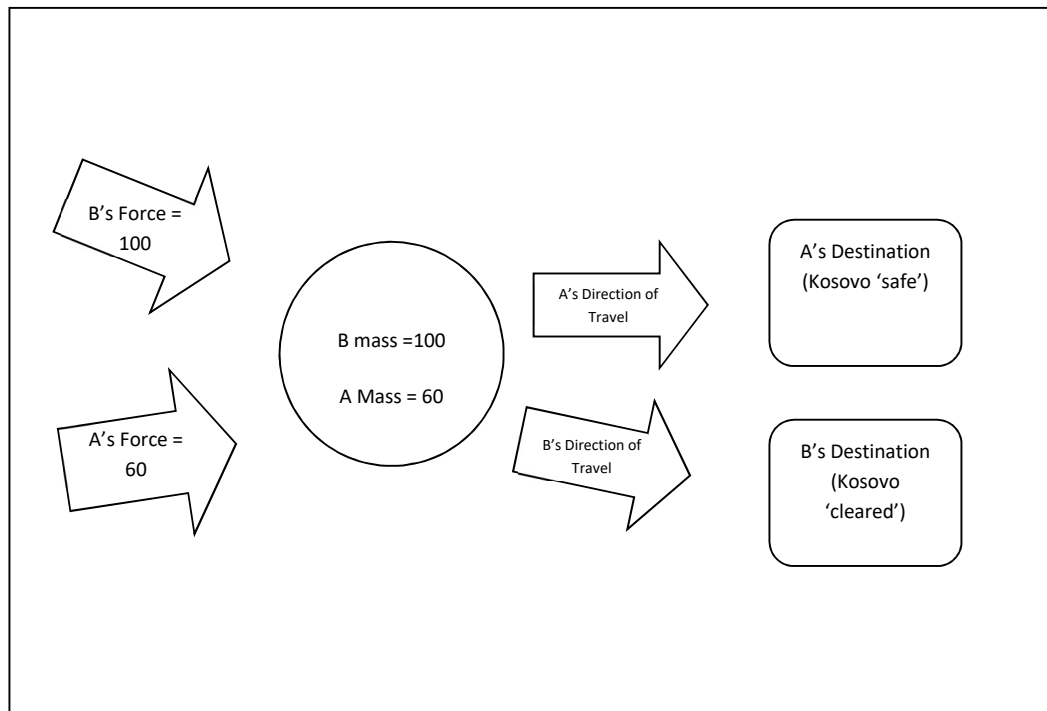 B’s Force =
100
A’s Force =
60
B mass =100
A Mass = 60
A’s Direction of
Travel
B’s Direction of
Travel
A’s Destination
(Kosovo ‘safe’)
B’s Destination
(Kosovo
‘cleared’)